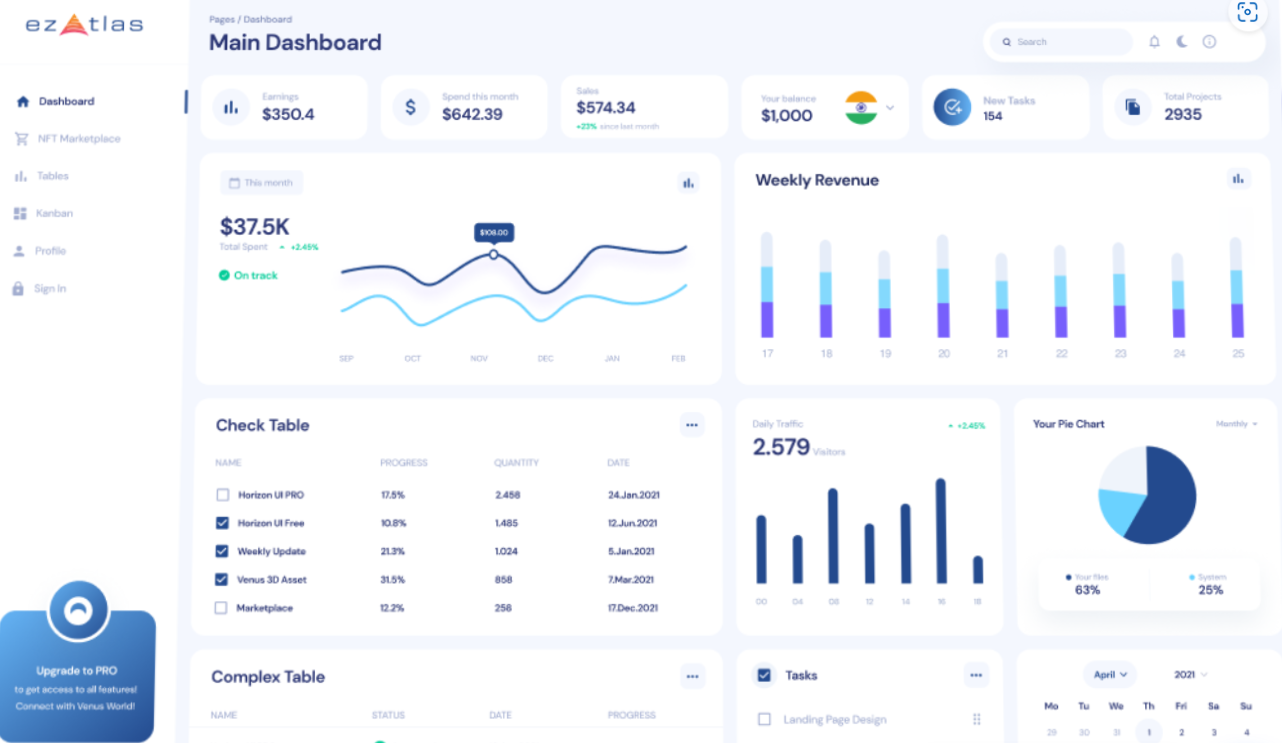 ezAtlas
Dashboard
NFT Marketplace
Tables
Kanban
Profile
Sign In
Upgrade to PRO
to get access to all features!
Connect with Venus World!
Pages / Dashboard
Main Dashboard
Search
Earnings
$350.4
Spend this month
$642.39
Sales
$574.34
+23% since last month
Your balance
$1,000
New Tasks
154
Total Projects
2935
This month
$37.5K
Total Spent +2.45%
On track
$108.00
SEP OCT NOV DEC JAN FEB
Weekly Revenue
17 18 19 20 21 22 23 24 25
Check Table
NAME PROGRESS QUANTITY DATE
Horizon UI PRO 17.5% 2.458 24.Jan.2021
Horizon UI Free 10.8% 1.485 12.Jun.2021
Weekly Update 21.3% 1.024 5.Jan.2021
Venus 3D Asset 31.5% 858 7.Mar.2021
Marketplace 12.2% 258 17.Dec.2021
Daily Traffic
+2.45%
2.579 Visitors
00 04 08 12 14 16 18
Your Pie Chart
Monthly
Your files
63%
System
25%
Complex Table
NAME STATUS DATE PROGRESS
Tasks
Landing Page Design
April 2021
Mo Tu We Th Fri Sa Su
29 30 31 1 2 3 4